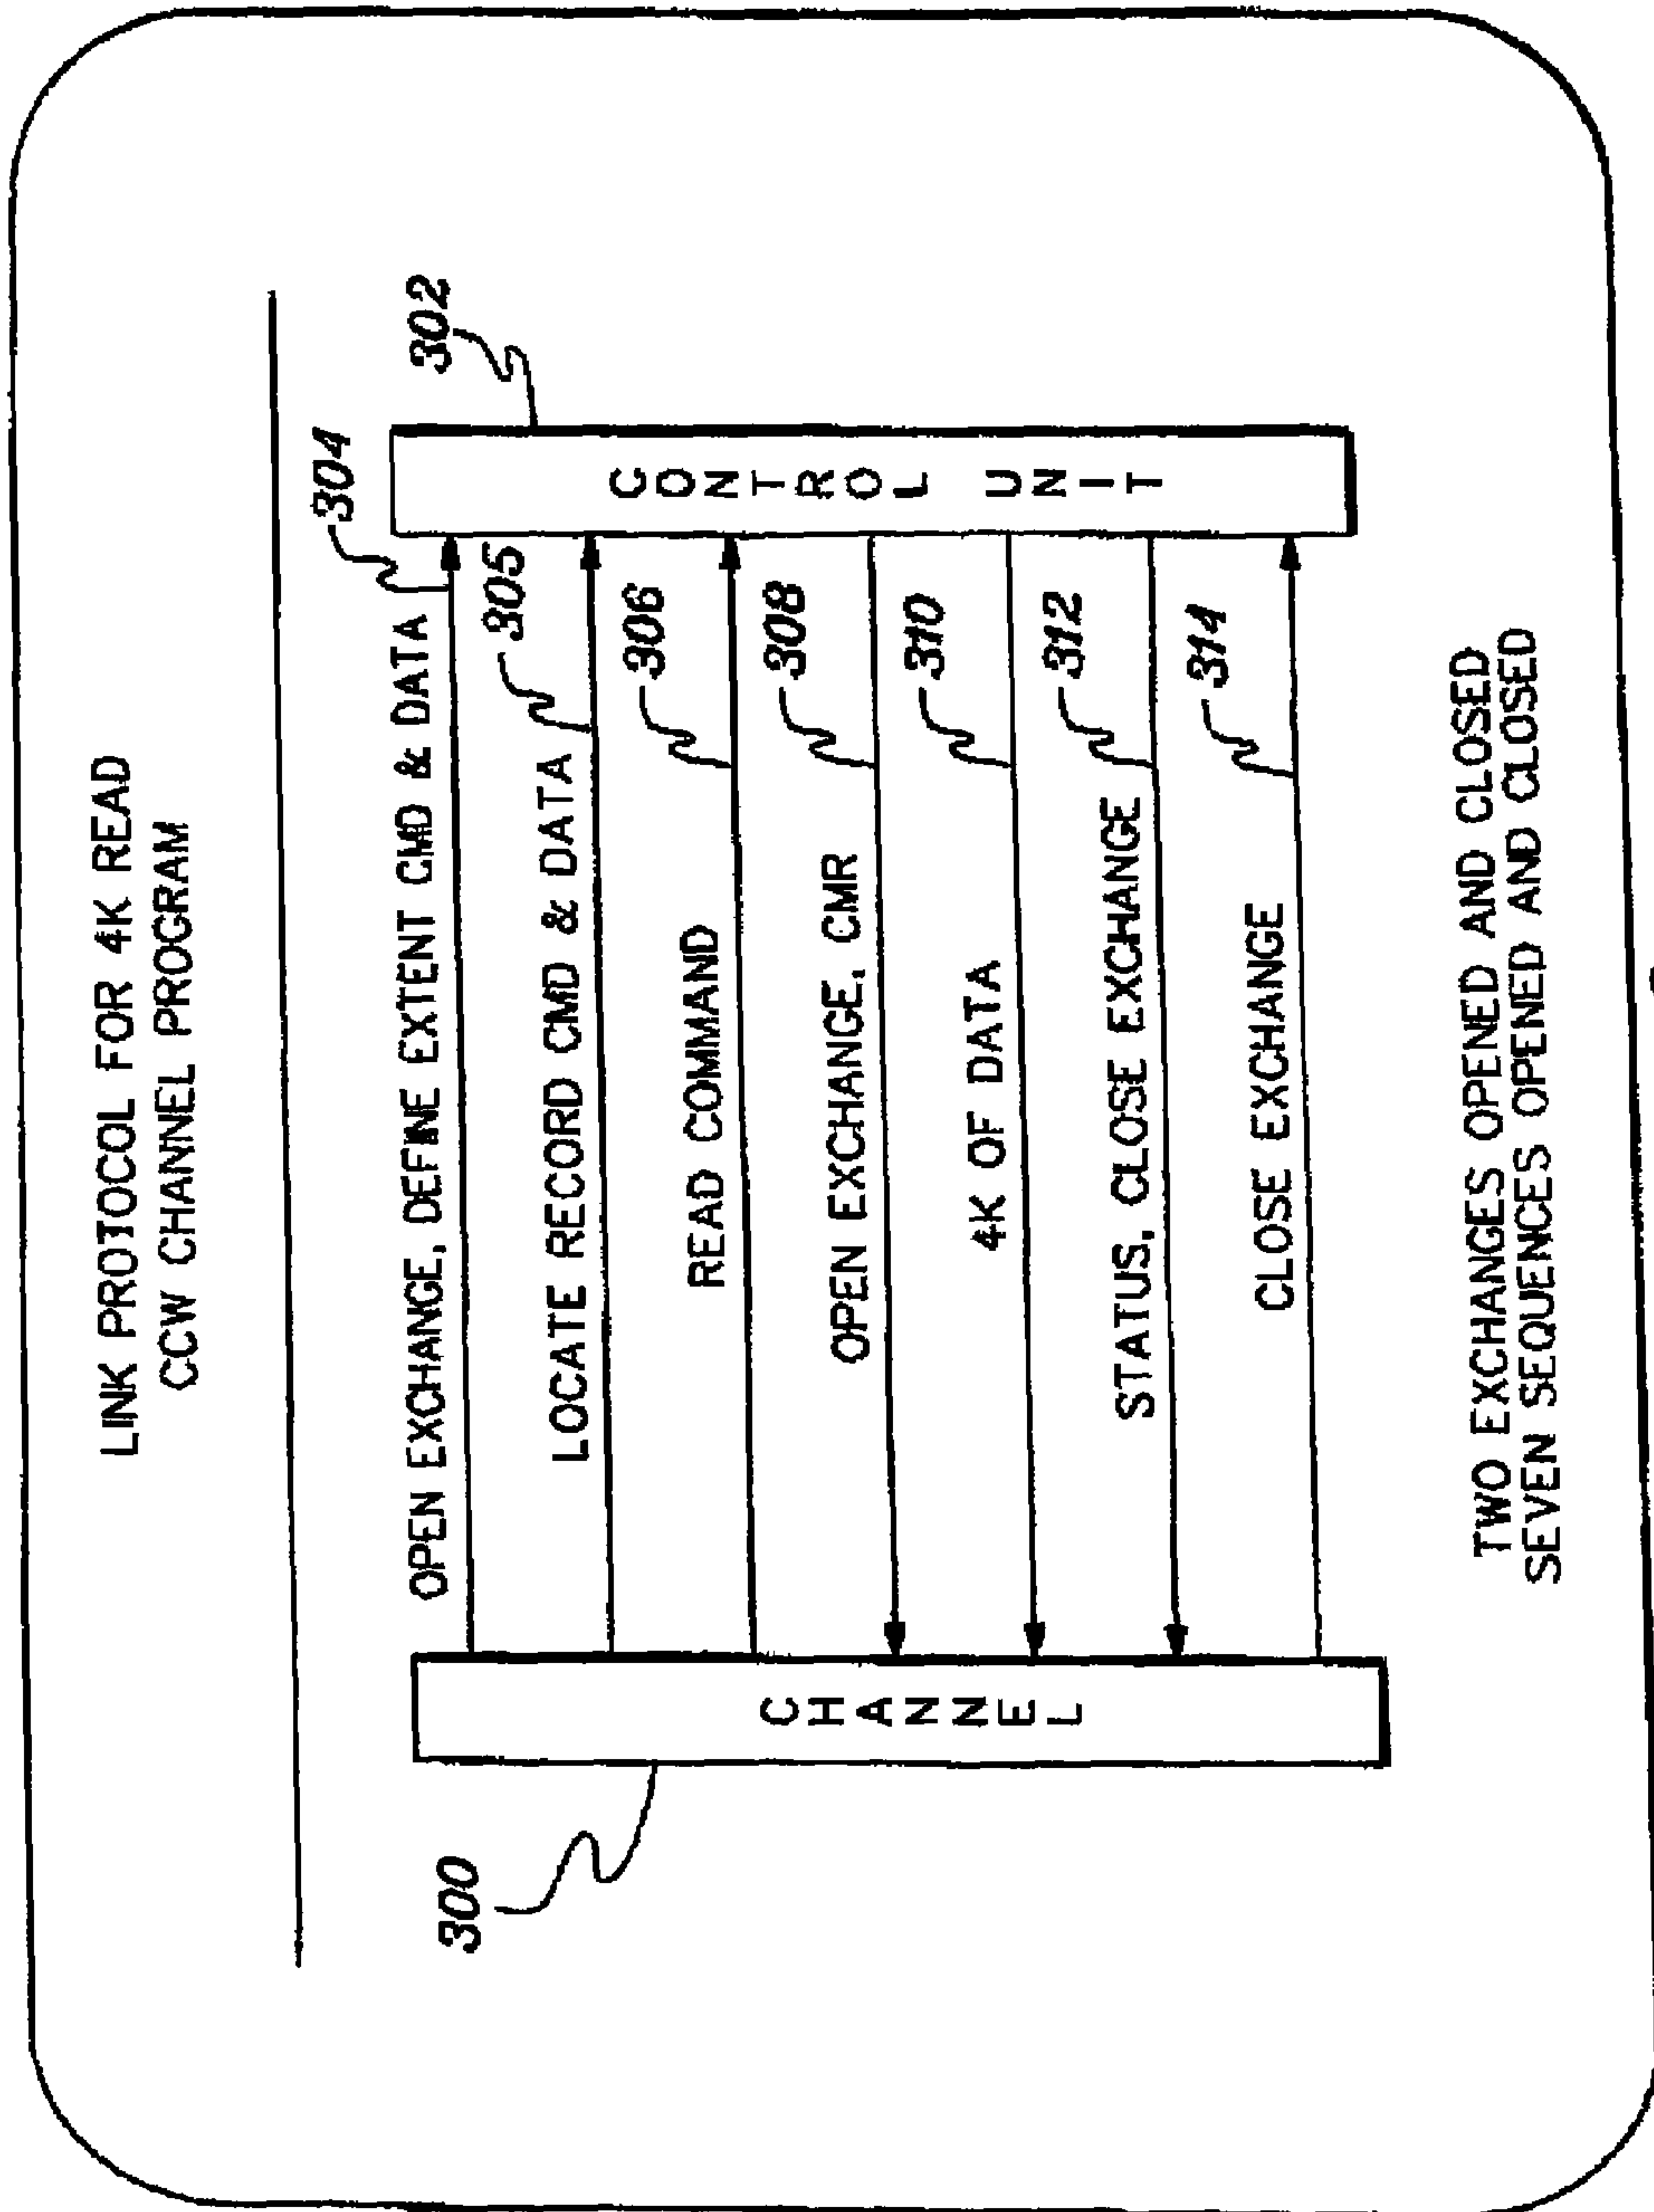 LINK PROTOCOL FOR 4K READ
CCW CHANNEL PROGRAM
300
CHANNEL
302
CONTROL UNIT
OPEN EXCHANGE, DEFINE EXTENT CMD & DATA
304
LOCATE RECORD CMD & DATA
305
READ COMMAND
306
OPEN EXCHANGE, CMR
308
4K OF DATA
310
STATUS, CLOSE EXCHANGE
312
CLOSE EXCHANGE
314
TWO EXCHANGES OPENED AND CLOSED
SEVEN SEQUENCES OPENED AND CLOSED